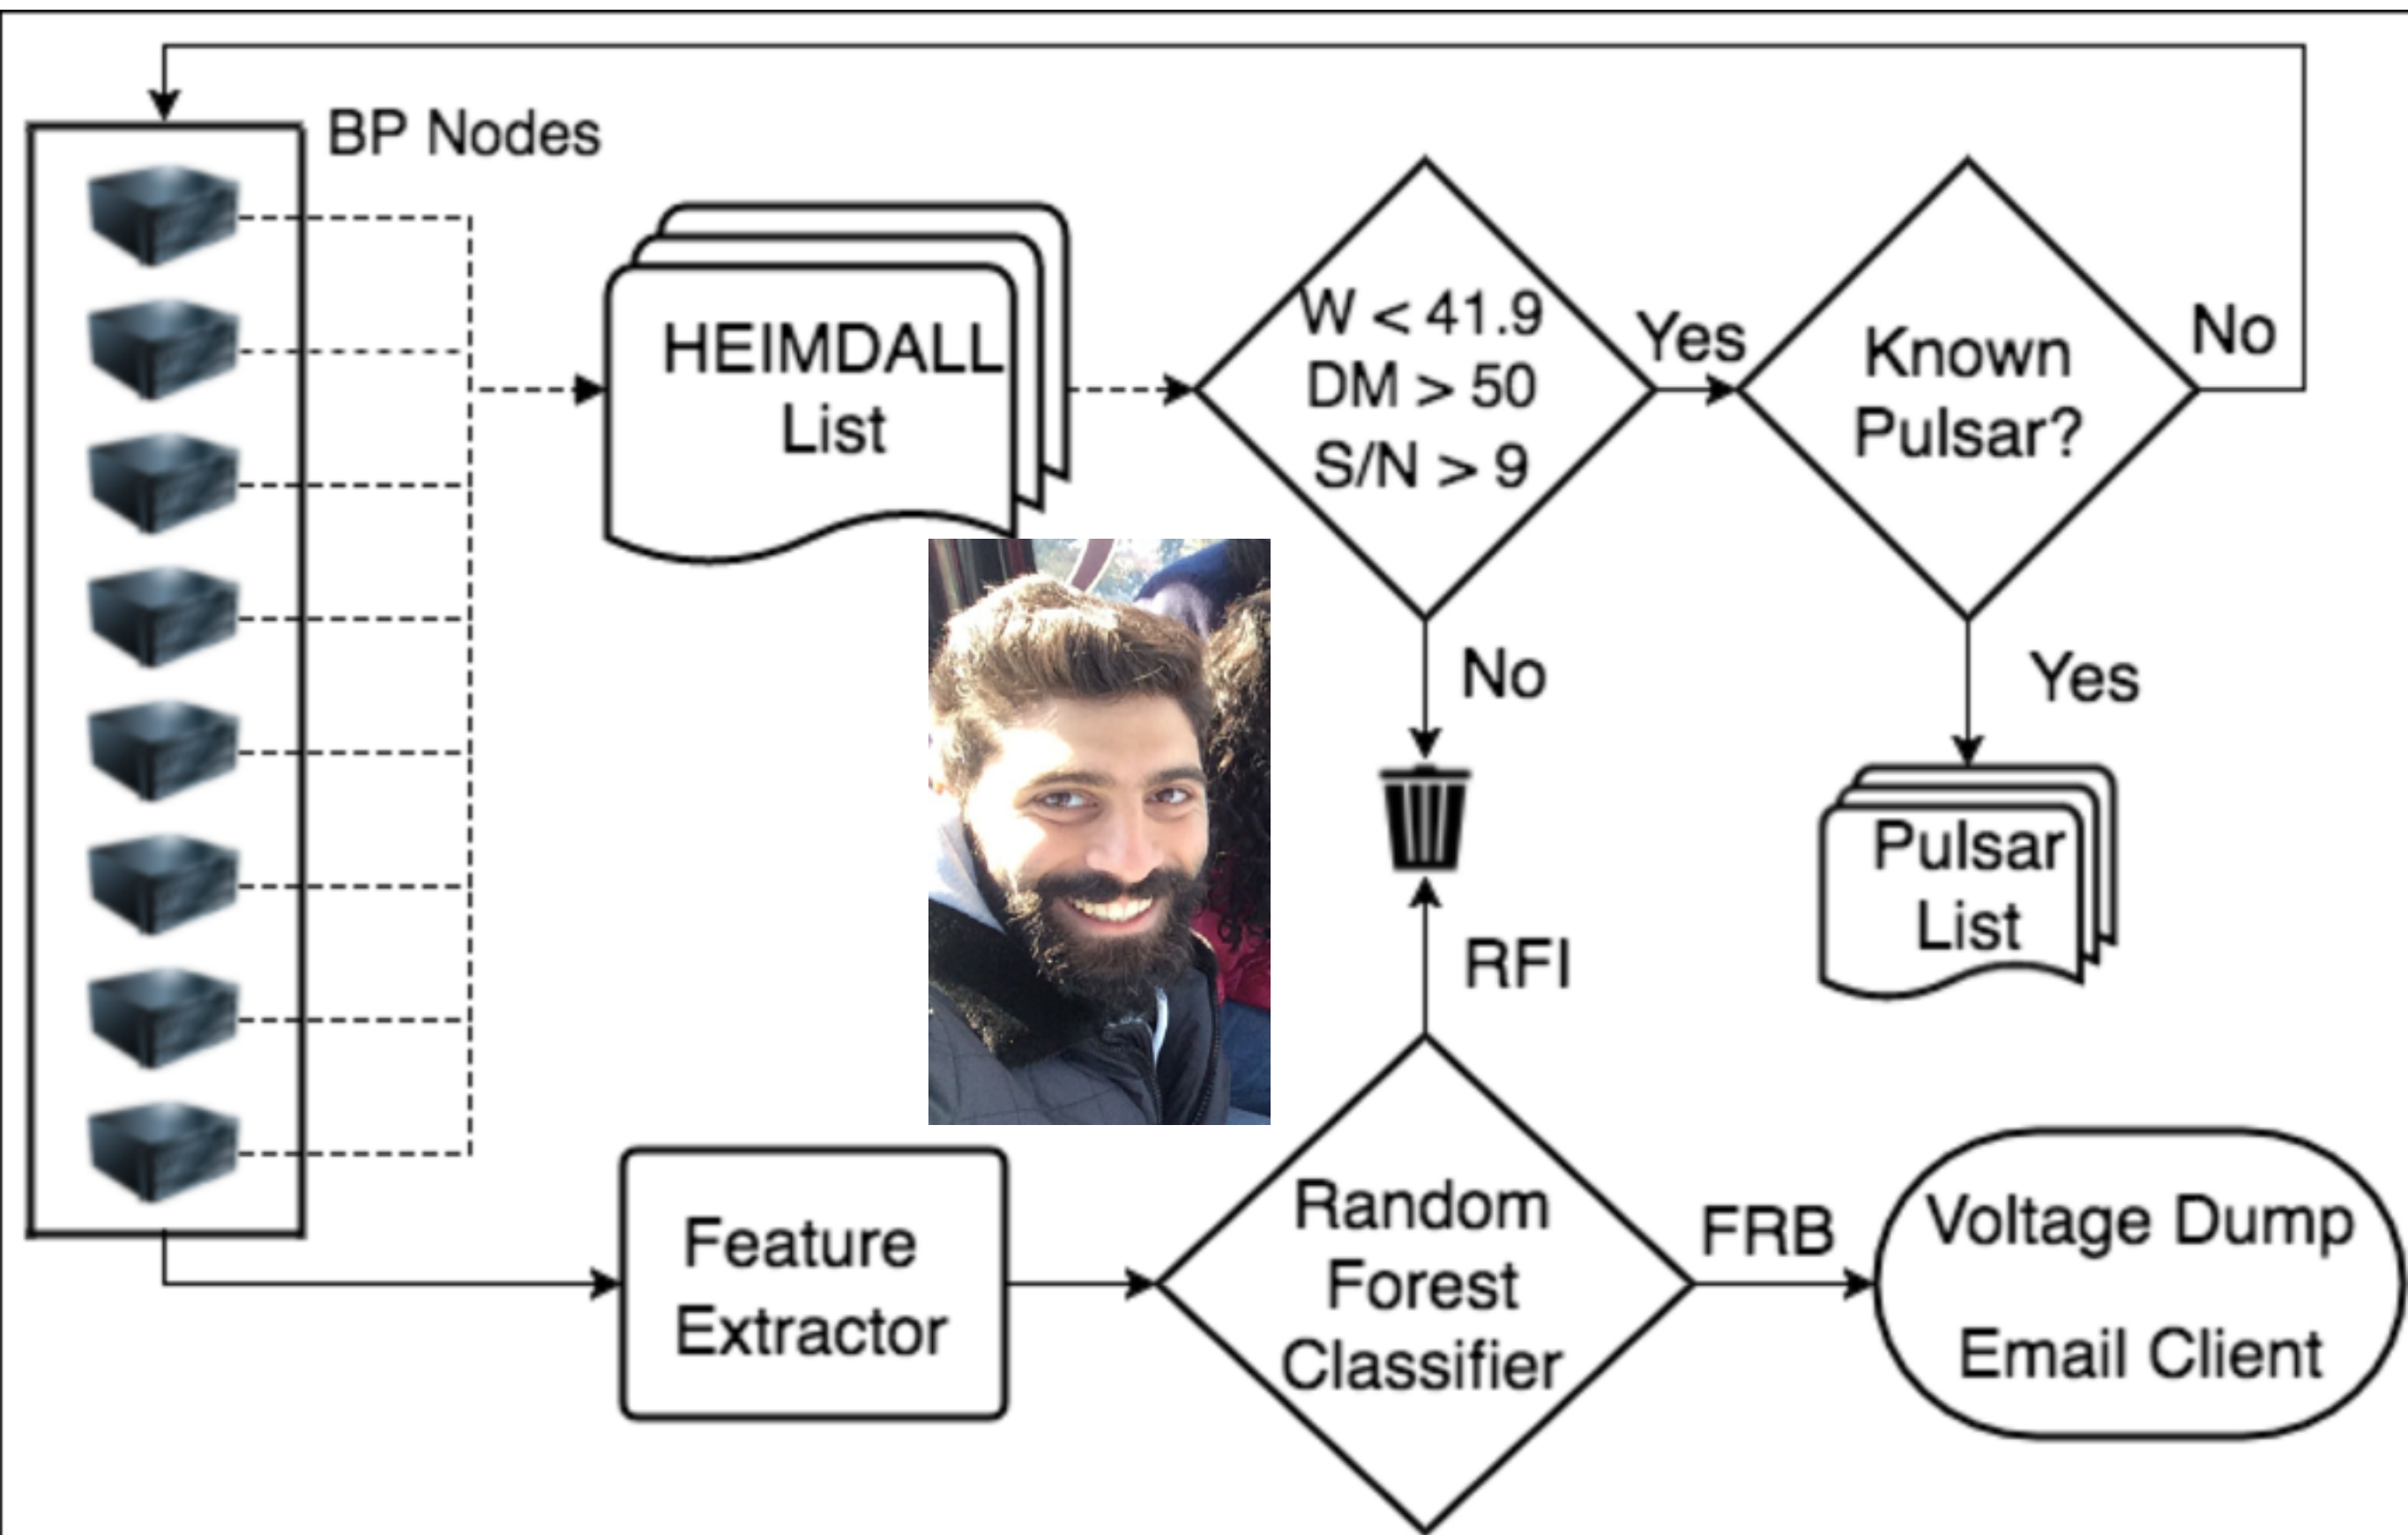 BP Nodes
HEIMDALL
List
W < 41.9
DM > 50
S/N > 9
Yes
Known
Pulsar?
No
No
Yes
Pulsar
List
RFI
Feature
Extractor
Random
Forest
Classifier
FRB
Voltage Dump
Email Client